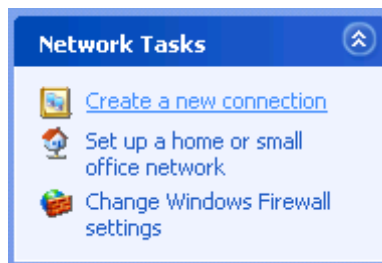 Network Tasks
Create a new connection
Set up a home or small
office network
Change Windows Firewall
settings